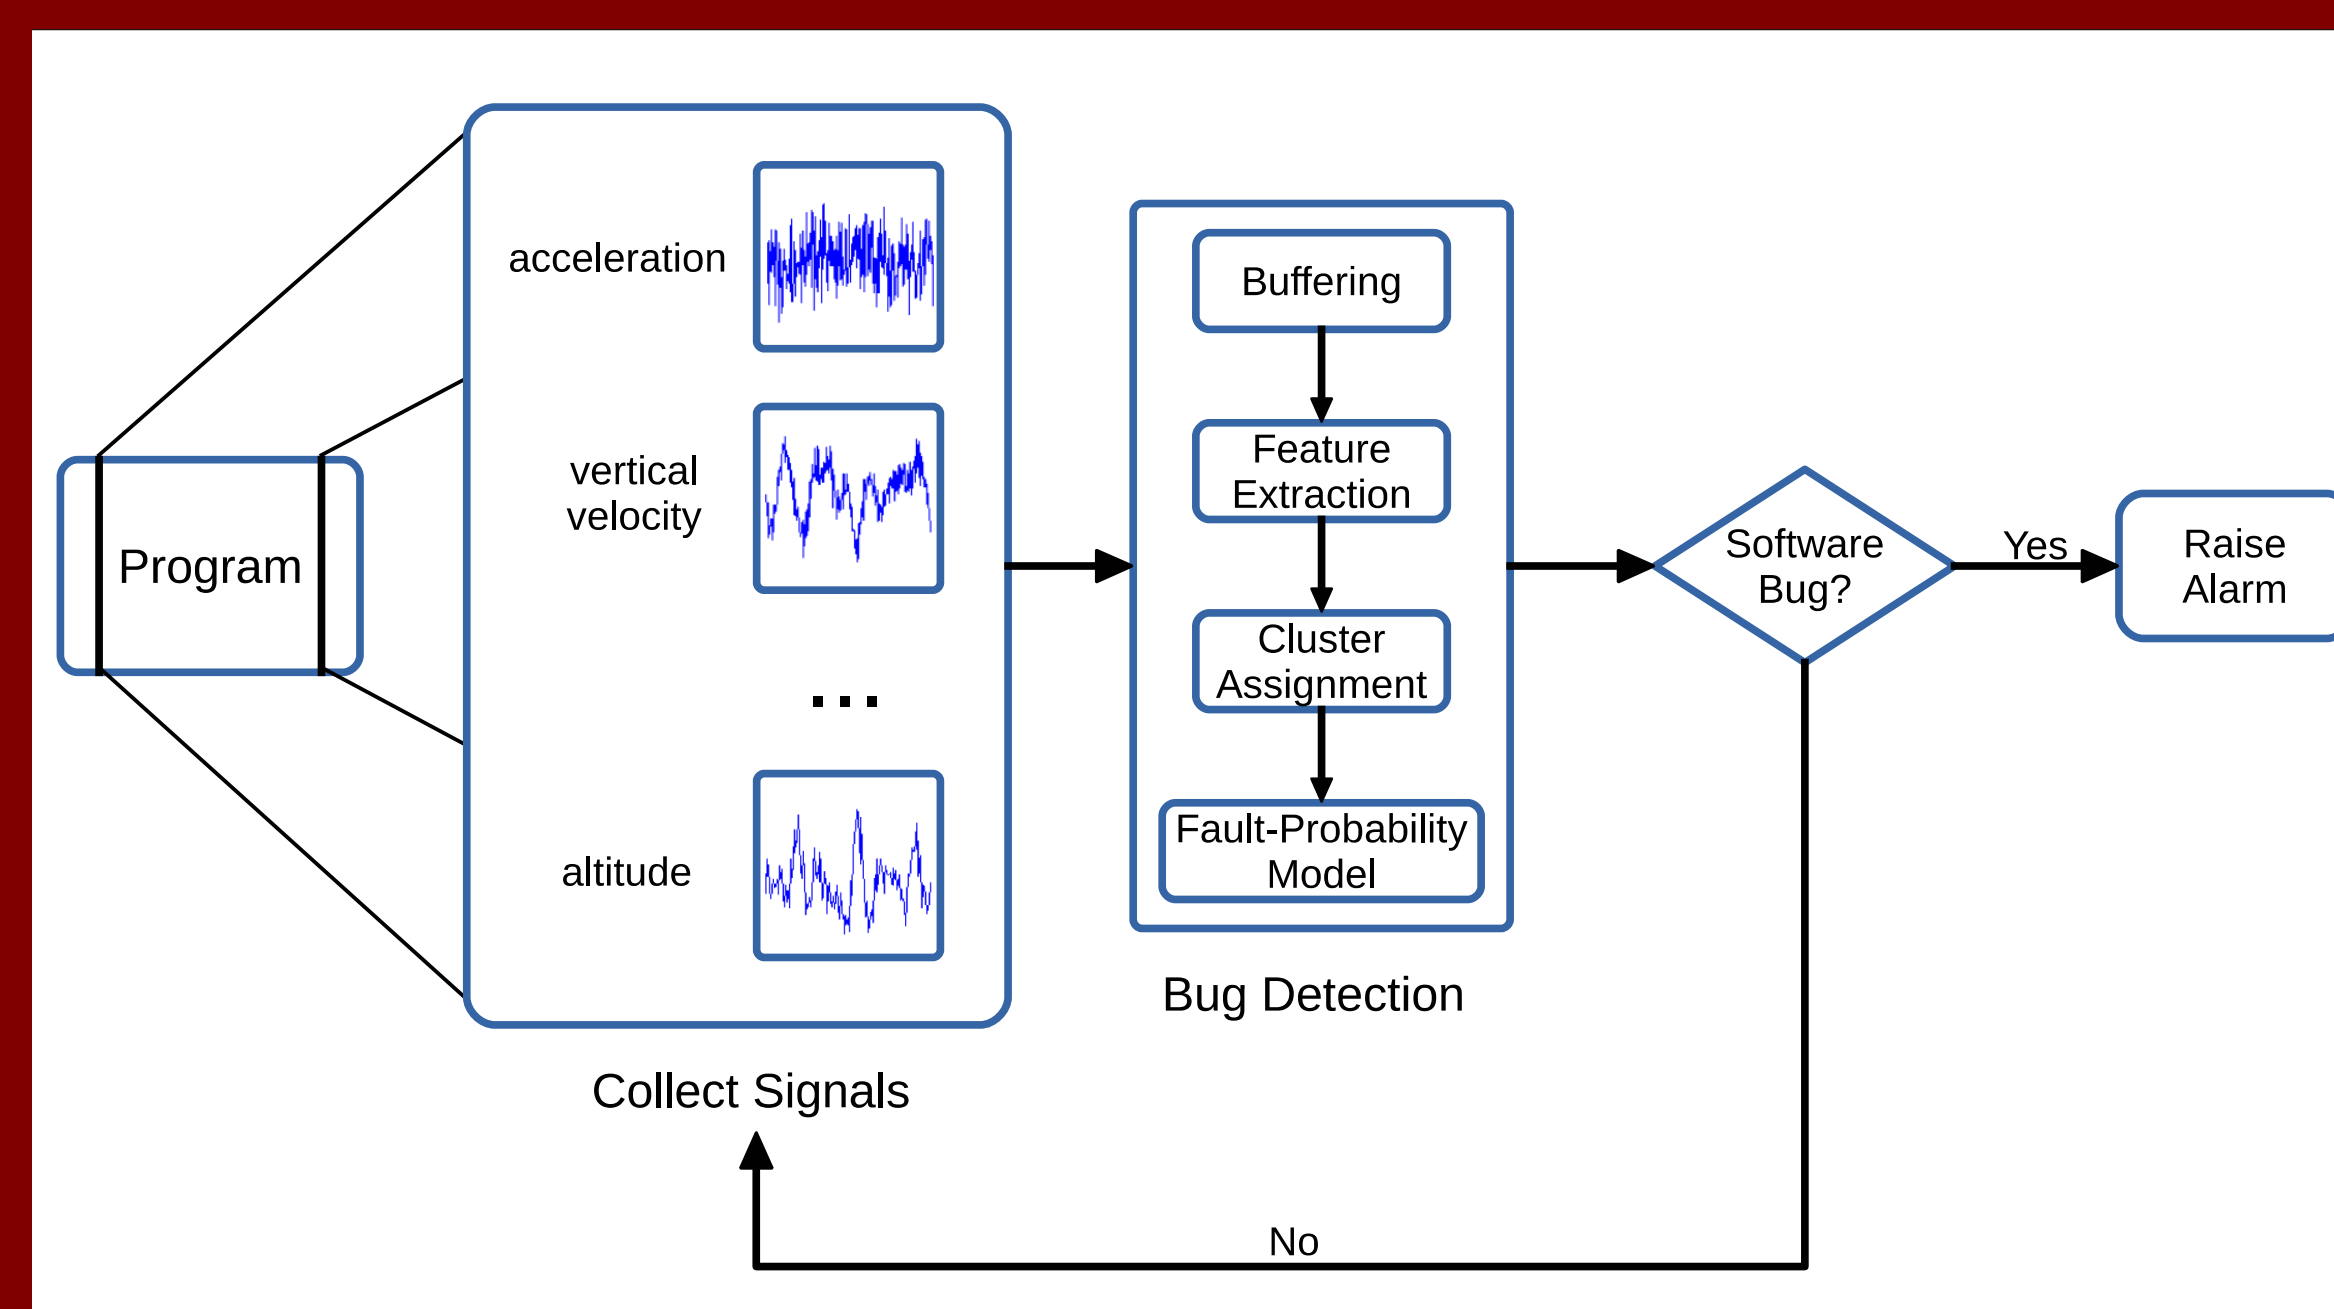 Program
acceleration
vertical
velocity
...
altitude
Collect Signals
Buffering
Feature
Extraction
Cluster
Assignment
Fault-Probability
Model
Bug Detection
Software
Bug?
Yes
Raise
Alarm
No